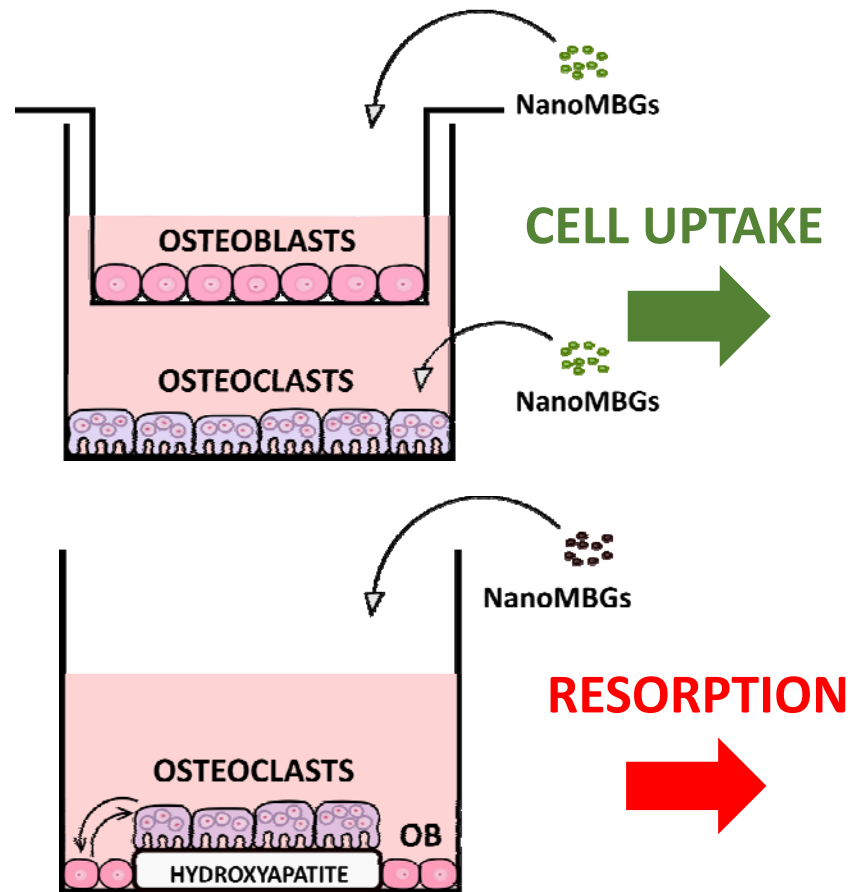 NanoMBGs
CELL UPTAKE
OSTEOBLASTS
OSTEOCLASTS
NanoMBGs
NanoMBGs
RESORPTION
OSTEOCLASTS
OB
HYDROXYAPATITE